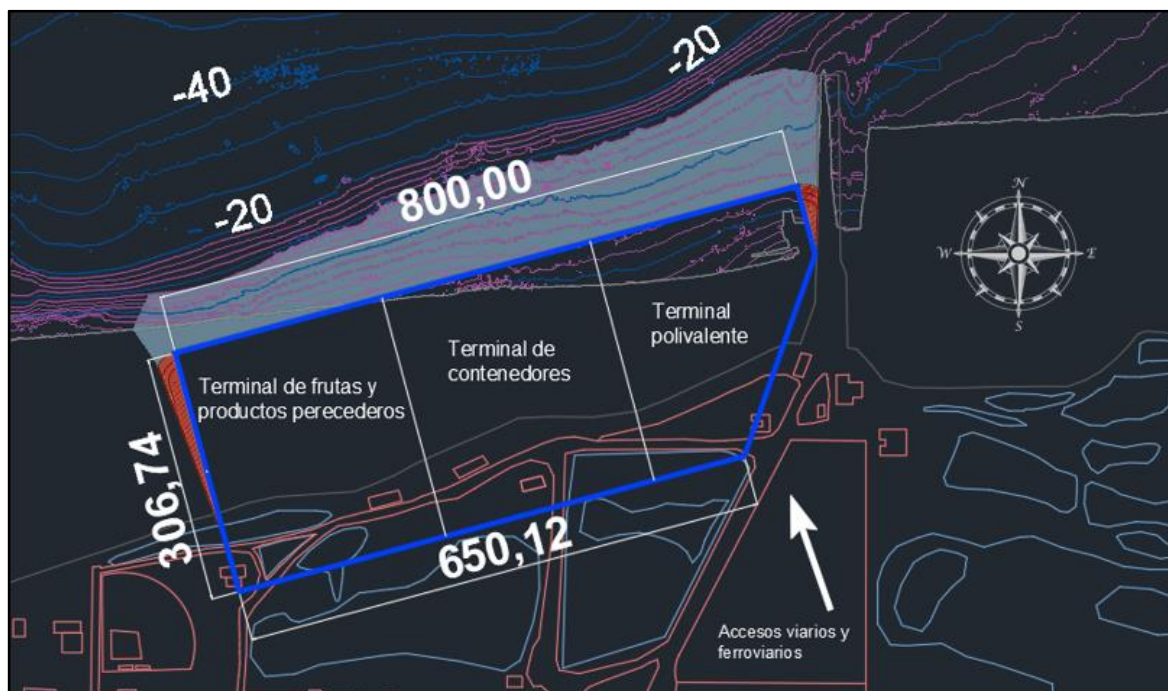 -40
-20
-20
800,00
N
W
E
S
Terminal
polivalente
Terminal de
contenedores
Terminal de frutas y
productos perecederos
306,74
650,12
Accesos viarios y
ferroviarios